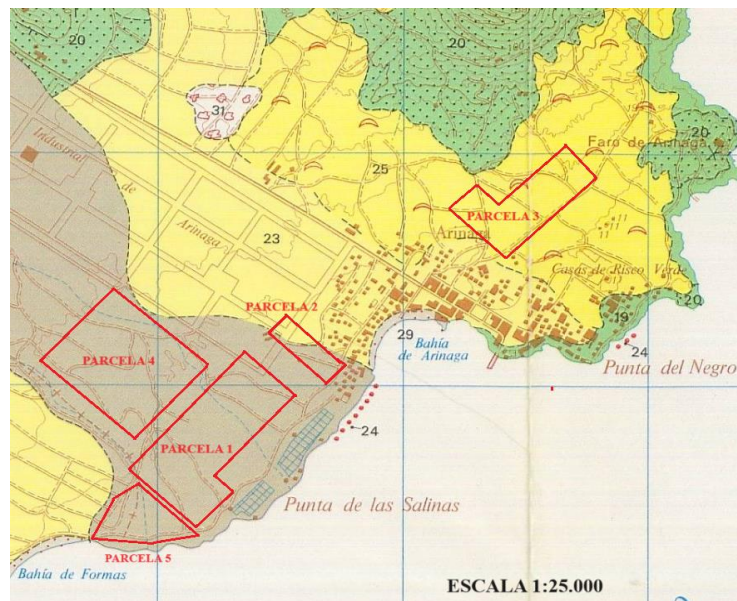 20
31
20
20
Faro de Arinaga
25
Industrial
de
Arinaga
23
PARCELA 3
Arinaga
11
11
Casas de Risco Verde
20
PARCELA 2
29
Bahía
de Arinaga
19
24
Punta del Negro
PARCELA 4
PARCELA 1
24
Punta de las Salinas
PARCELA 5
Bahía de Formas
ESCALA 1:25.000